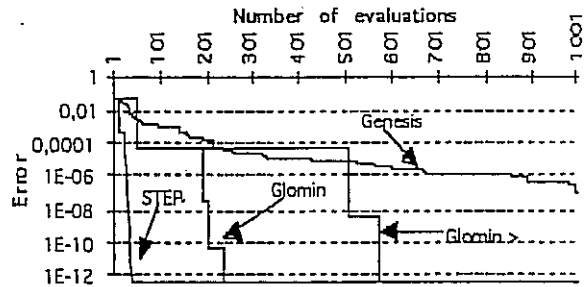 Number of evaluations
1 101 201 301 401 501 601 701 801 901 1001
1
0,01
0,0001
1E-06
1E-08
1E-10
1E-12
Error
Genesis
STEP.
Glomin
Glomin >